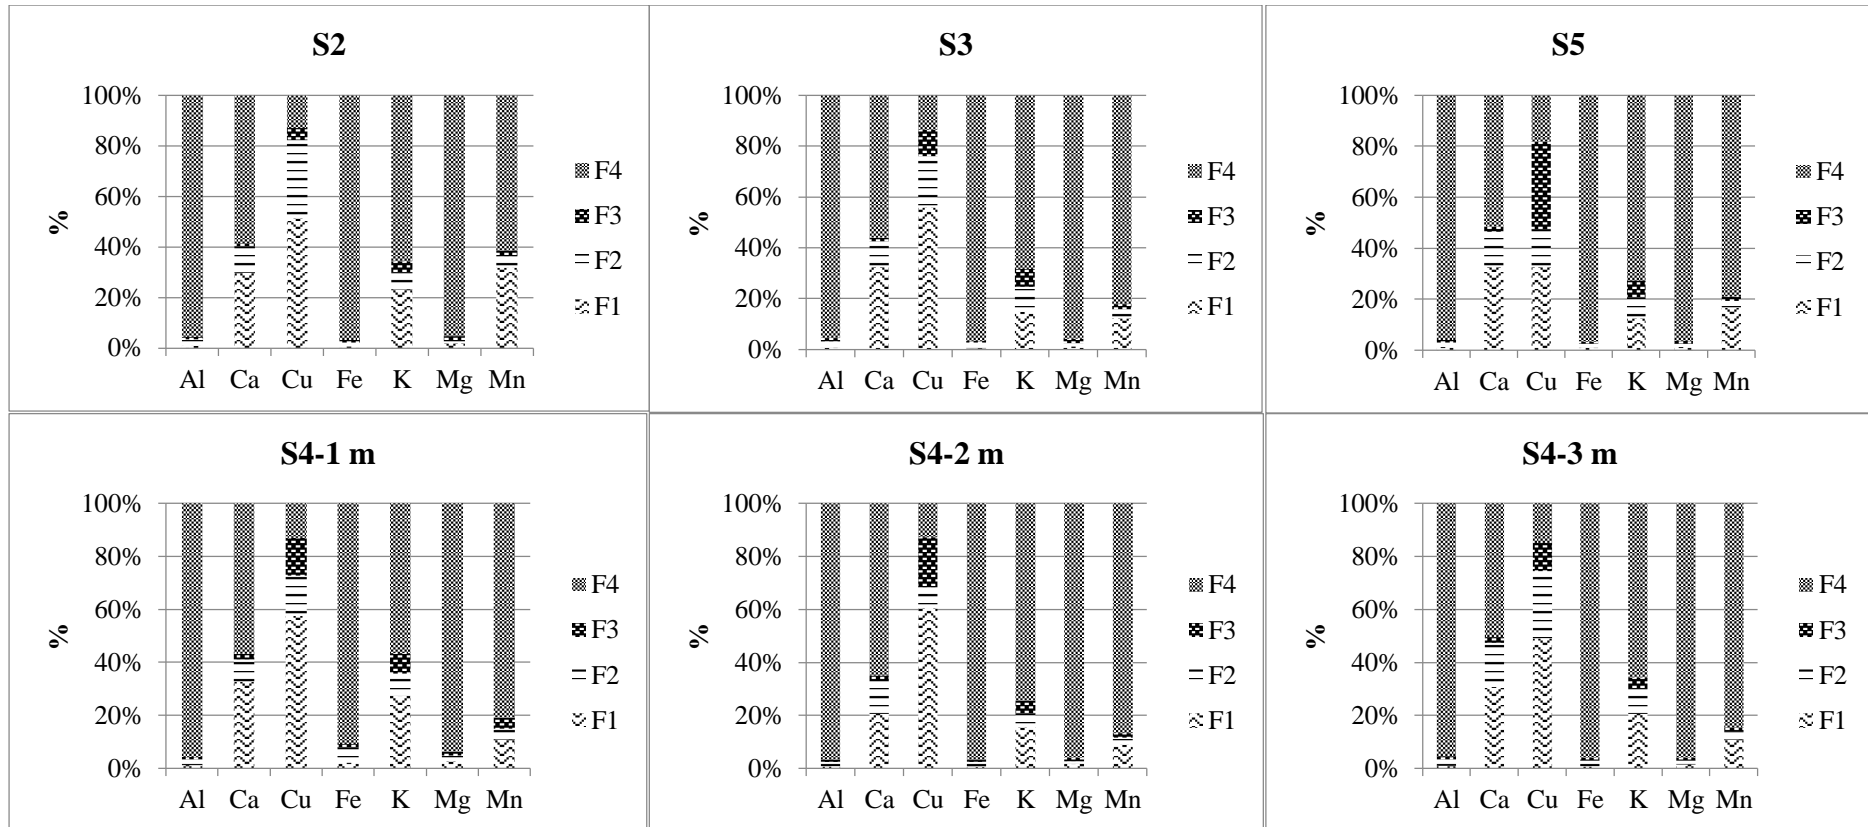 S2
100%
80%
60%
40%
20%
0%
%
Al Ca Cu Fe K Mg Mn
F4
F3
F2
F1
S3
100%
80%
60%
40%
20%
0%
%
Al Ca Cu Fe K Mg Mn
F4
F3
F2
F1
S5
100%
80%
60%
40%
20%
0%
%
Al Ca Cu Fe K Mg Mn
F4
F3
F2
F1
S4-1 m
100%
80%
60%
40%
20%
0%
%
Al Ca Cu Fe K Mg Mn
F4
F3
F2
F1
S4-2 m
100%
80%
60%
40%
20%
0%
%
Al Ca Cu Fe K Mg Mn
F4
F3
F2
F1
S4-3 m
100%
80%
60%
40%
20%
0%
%
Al Ca Cu Fe K Mg Mn
F4
F3
F2
F1